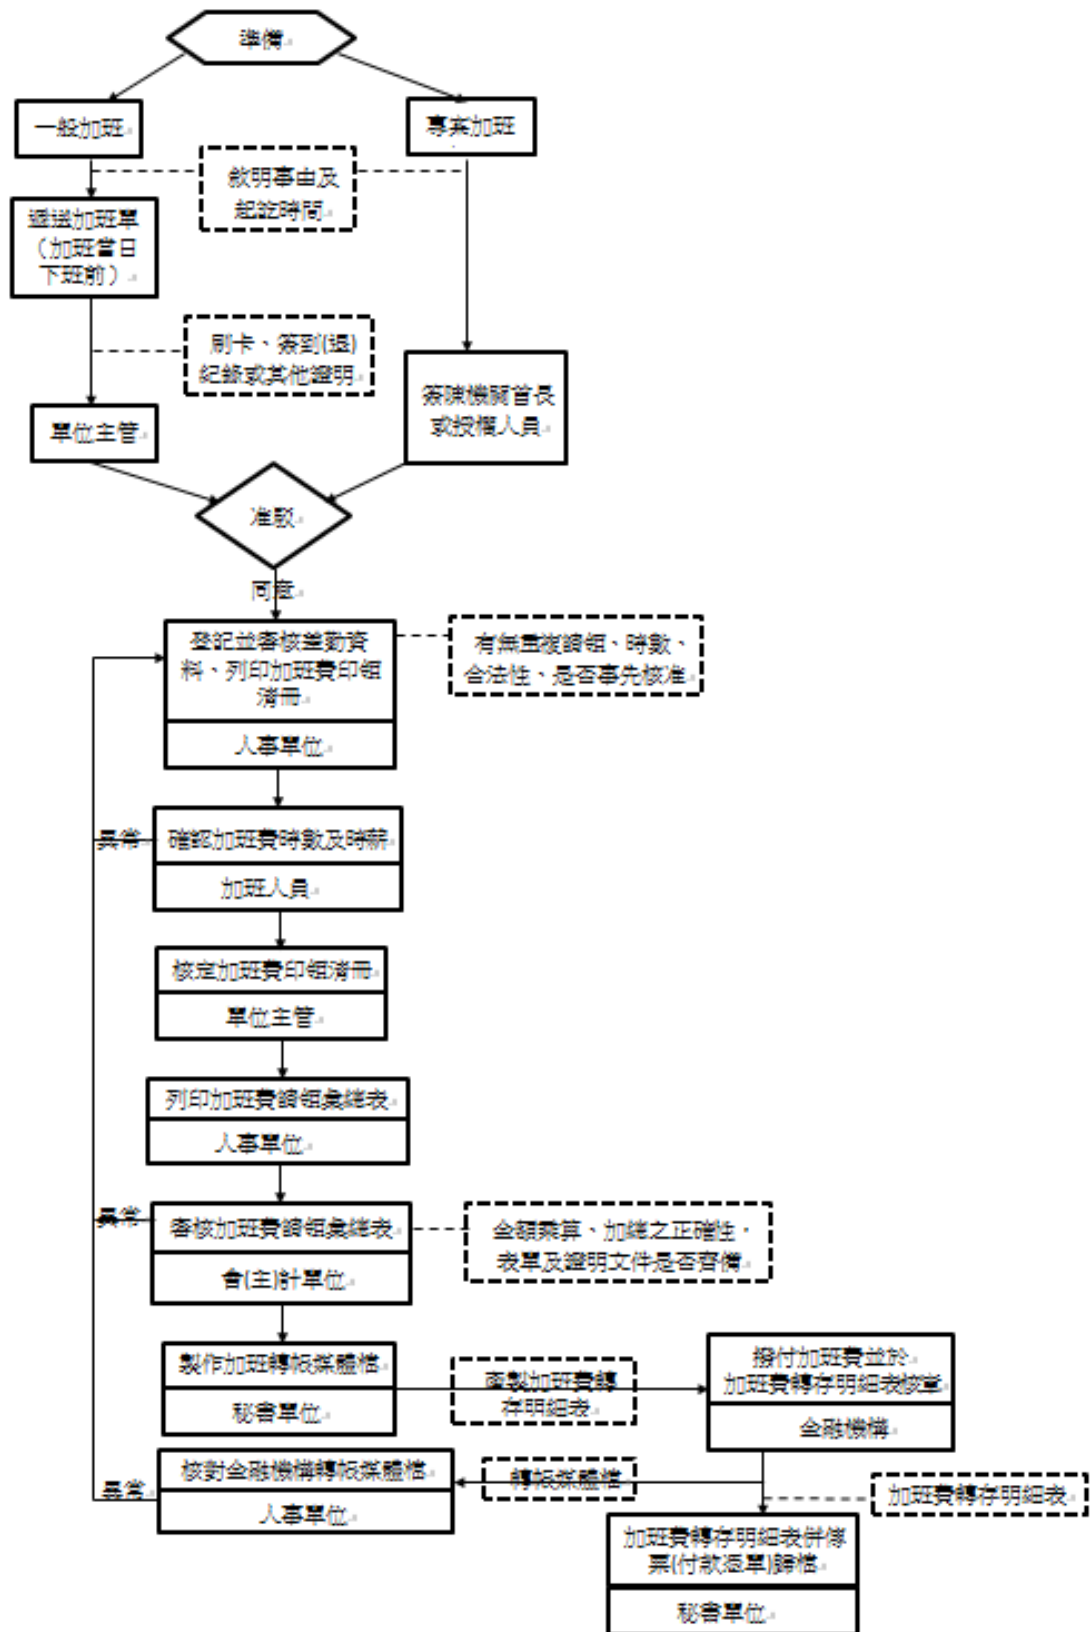 準備
一般加班
專案加班
敘明事由及
起訖時間
遞送加班單
（加班當日
下班前）
刷卡、簽到(退)
紀錄或其他證明
簽陳機關首長
或授權人員
單位主管
准駁
同意
登記並審核差勤資
料、列印加班費印領
清冊
人事單位
有無重複請領、時數、
合法性、是否事先核准
異常
確認加班費時數及時薪
加班人員
核定加班費印領清冊
單位主管
列印加班費請領彙總表
人事單位
異常
審核加班費請領彙總表
會(主)計單位
金額乘算、加總之正確性，
表單及證明文件是否齊備
製作加班轉帳媒體檔
秘書單位
產製加班費轉
存明細表
撥付加班費並於
加班費轉存明細表核章
金融機構
核對金融機構轉帳媒體檔
人事單位
異常
轉帳媒體檔
加班費轉存明細表
加班費轉存明細表併傳
票(付款憑單)歸檔
秘書單位